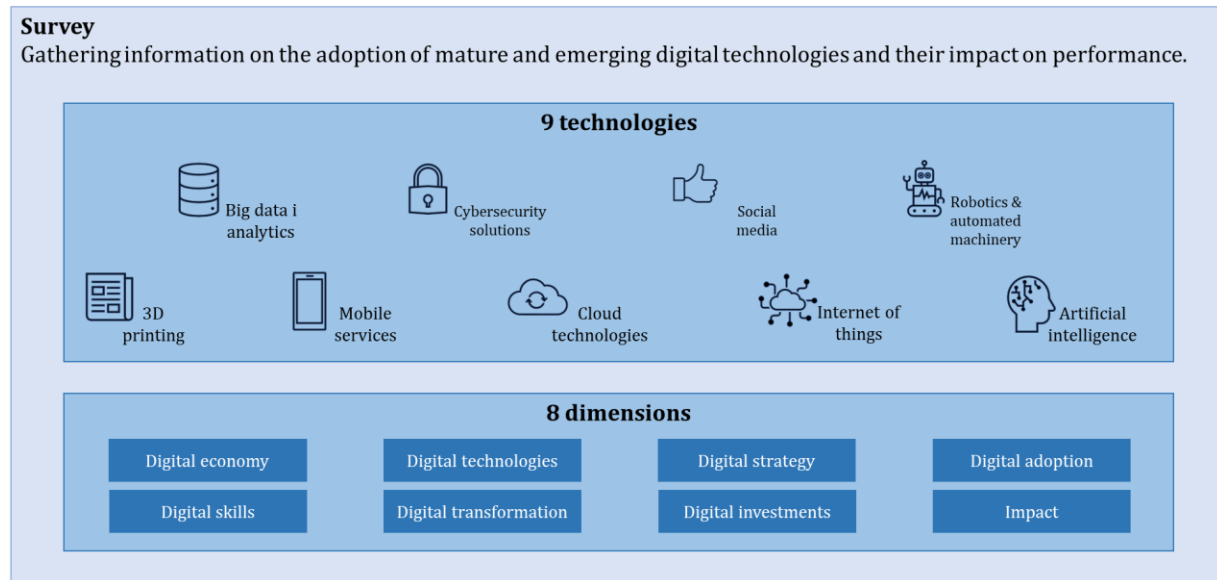 Survey
Gathering information on the adoption of mature and emerging digital technologies and their impact on performance.
9 technologies
Big data i
analytics
Cybersecurity
solutions
Social
media
Robotics &
automated
machinery
3D
printing
Mobile
services
Cloud
technologies
Internet of
things
Artificial
intelligence
8 dimensions
Digital economy
Digital technologies
Digital strategy
Digital adoption
Digital skills
Digital transformation
Digital investments
Impact